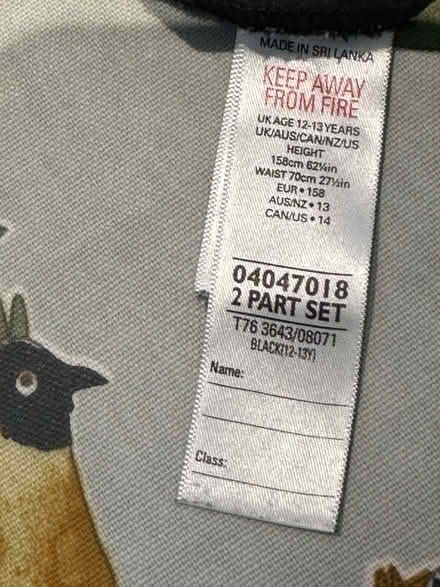 MADE IN SRI LANKA
KEEP AWAY
FROM FIRE
UK AGE 12-13 YEARS
UK/AUS/CAN/NZ/US
HEIGHT
158cm 62¼in
WAIST 70cm 27½in
EUR • 158
AUS/NZ • 13
CAN/US • 14
04047018
2 PART SET
T76 3643/08071
BLACK(12-13Y)
Name:
Class: